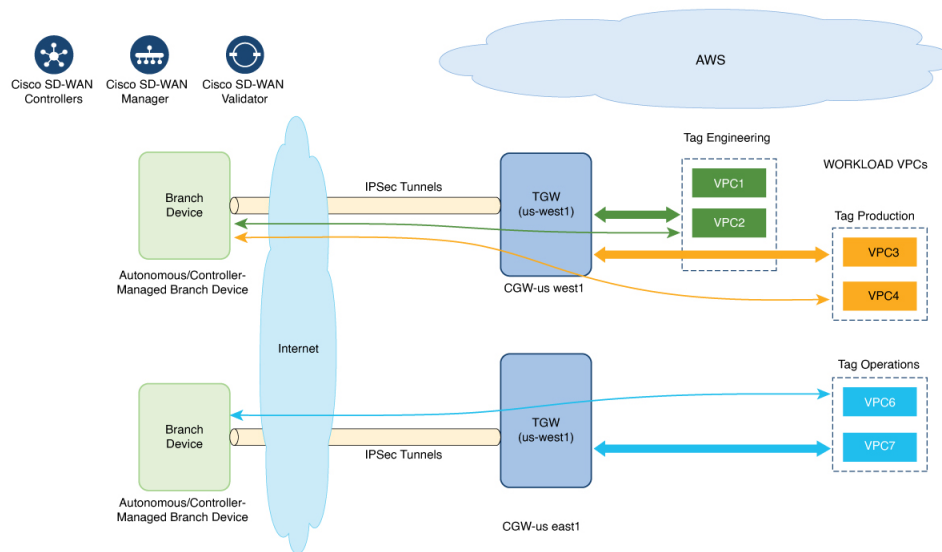 Cisco SD-WAN
Controllers
Cisco SD-WAN
Manager
Cisco SD-WAN
Validator
AWS
Tag Engineering
WORKLOAD VPCs
VPC1
VPC2
IPSec Tunnels
TGW
(us-west1)
Branch
Device
Tag Production
VPC3
VPC4
Autonomous/Controller-
Managed Branch Device
CGW-us west1
Internet
Tag Operations
VPC6
VPC7
Branch
Device
TGW
(us-west1)
IPSec Tunnels
Autonomous/Controller-
Managed Branch Device
CGW-us east1